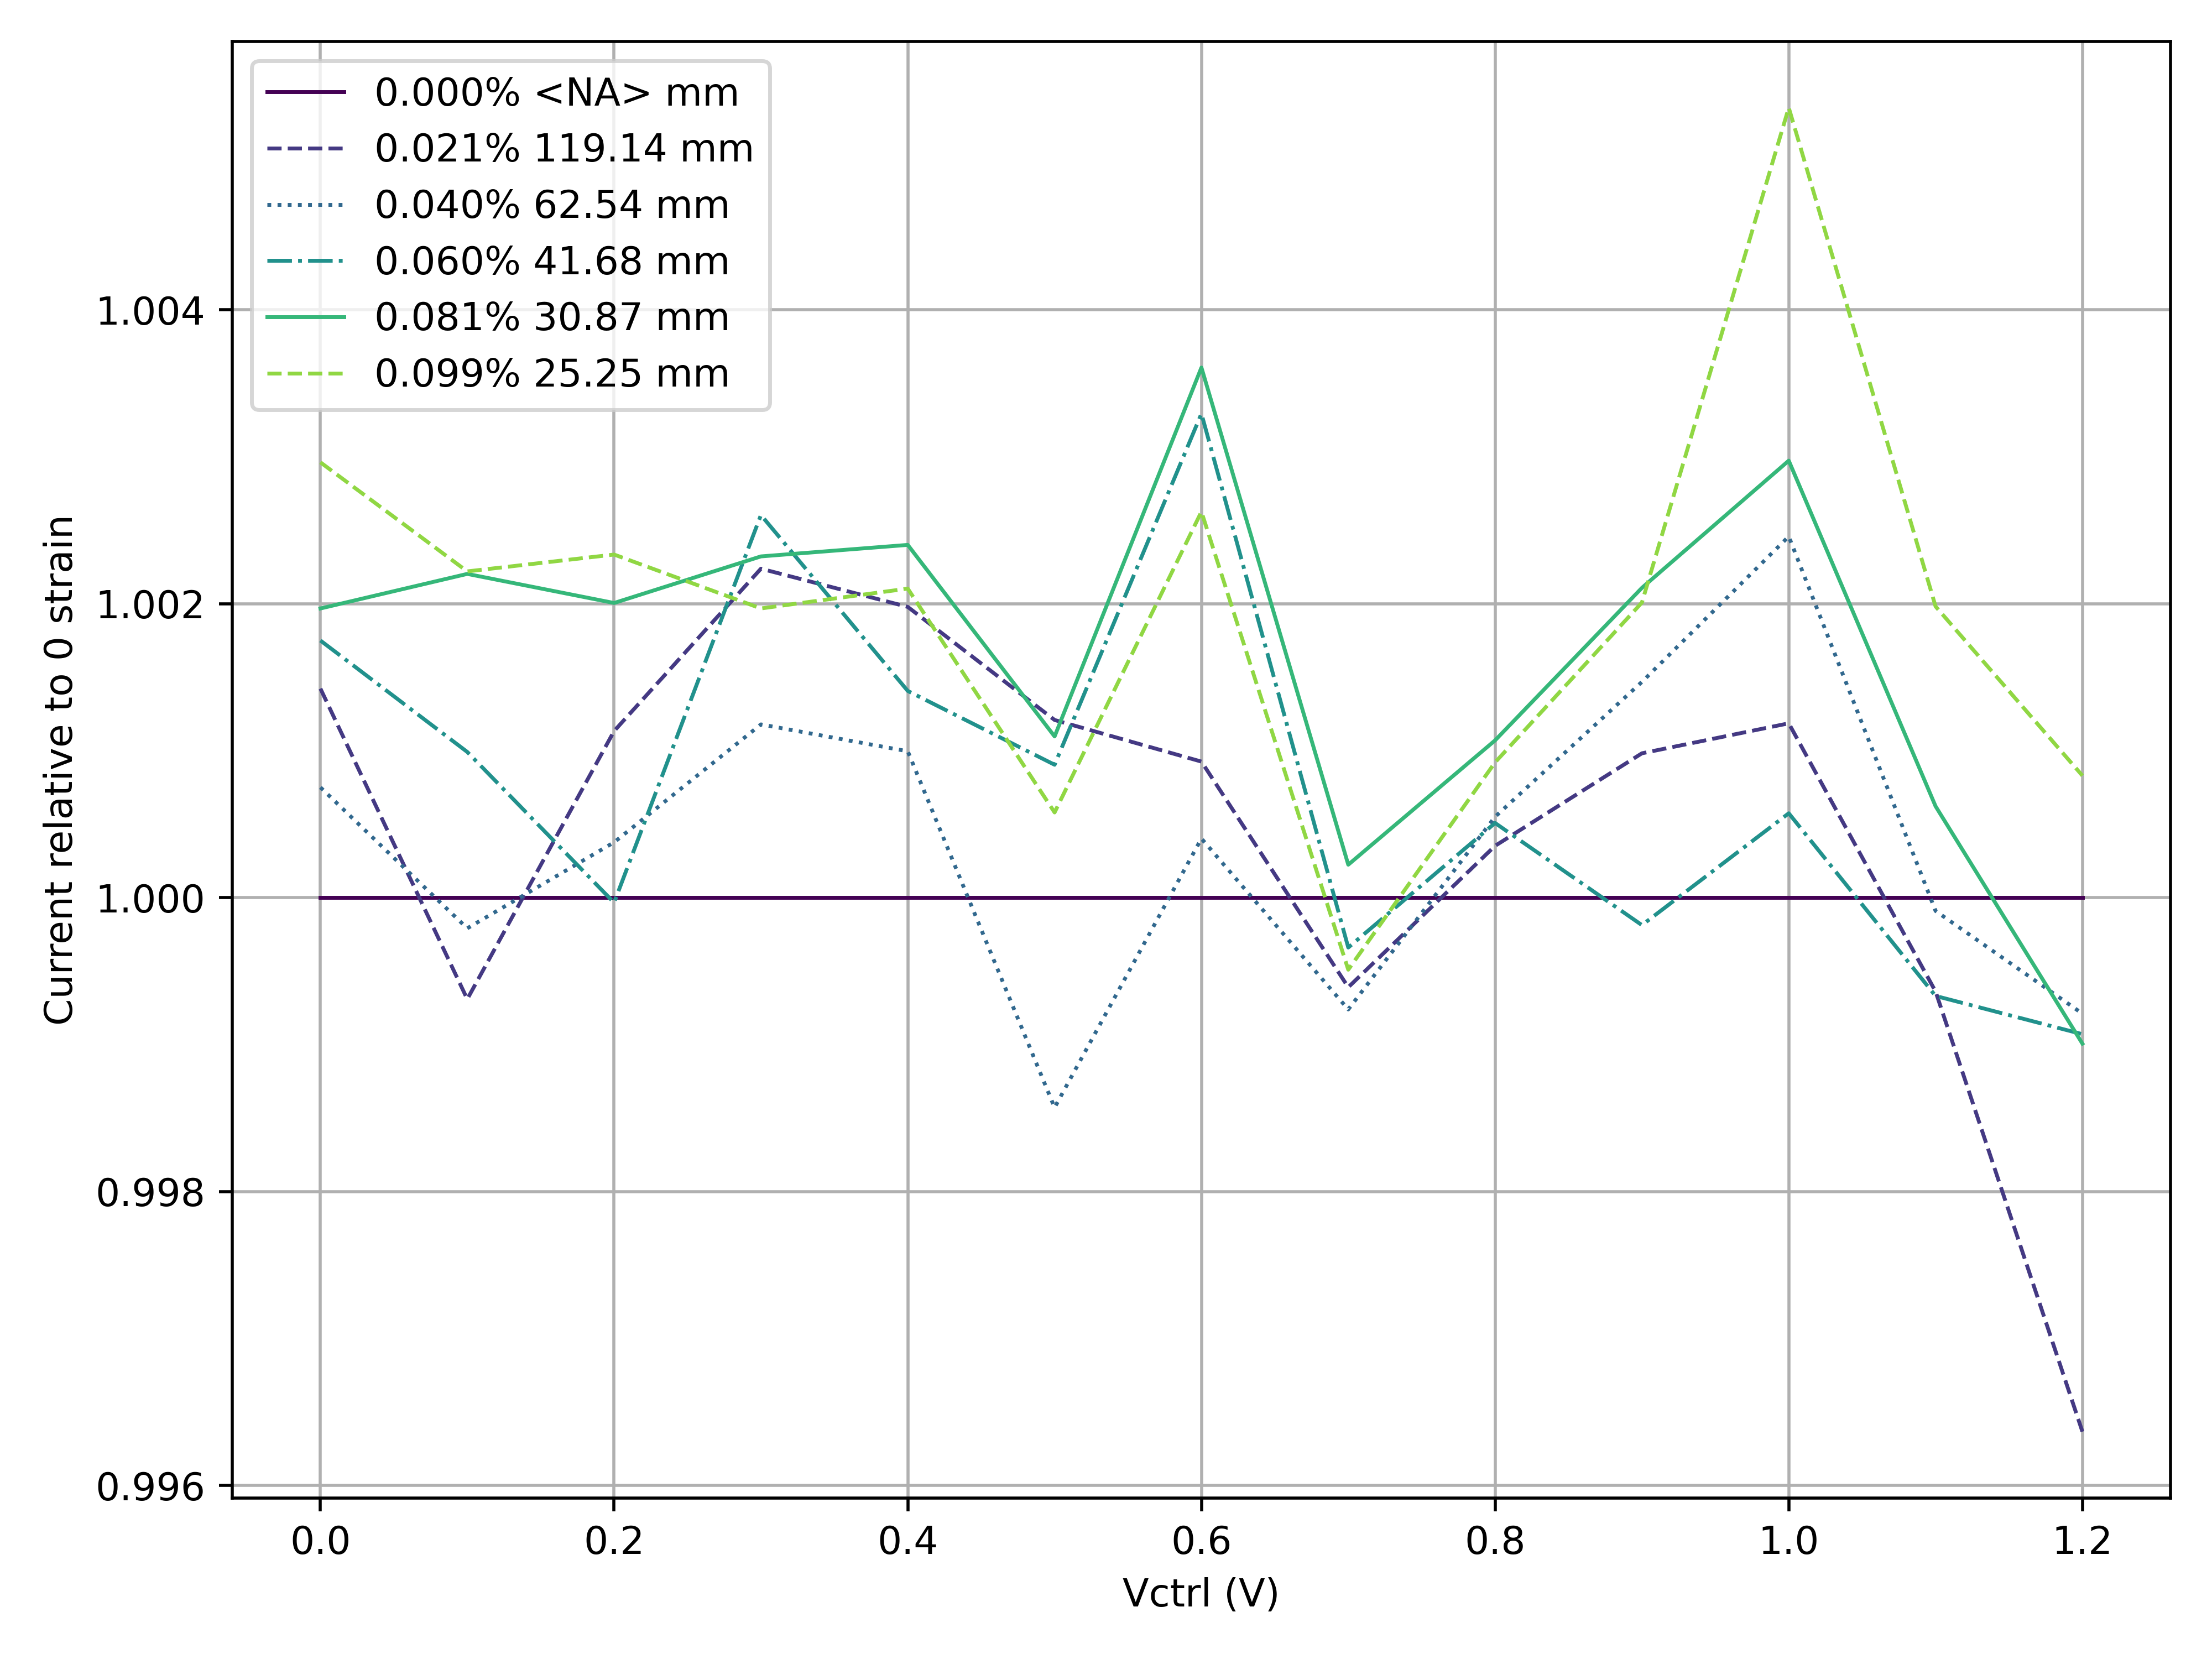 0.000% <NA> mm
0.021% 119.14 mm
0.040% 62.54 mm
0.060% 41.68 mm
0.081% 30.87 mm
0.099% 25.25 mm
Current relative to 0 strain
1.004
1.002
1.000
0.998
0.996
0.0 0.2 0.4 0.6 0.8 1.0 1.2
Vctrl (V)